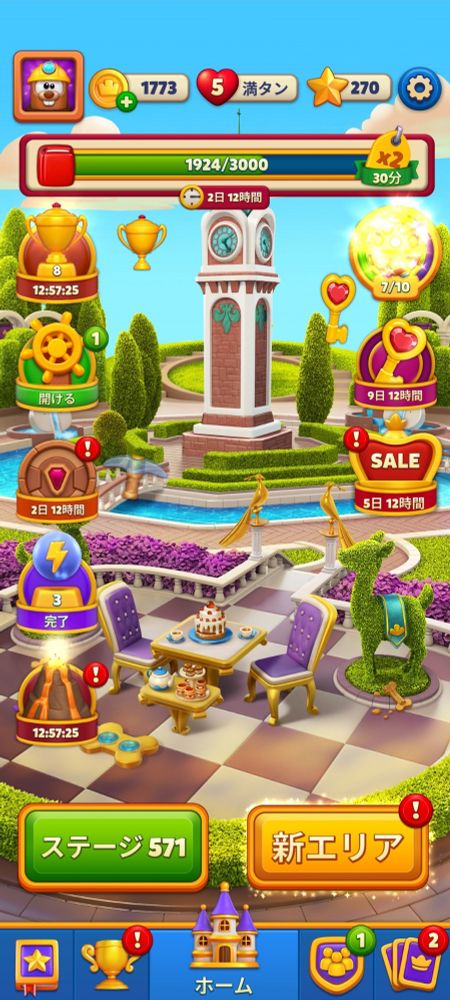 1773
5
満タン
270
1924/3000
x2
30分
2日 12時間
8
12:57:25
7/10
1
開ける
9日 12時間
!
2日 12時間
!
SALE
5日 12時間
3
完了
!
12:57:25
ステージ 571
!
新エリア
!
ホーム
1
2